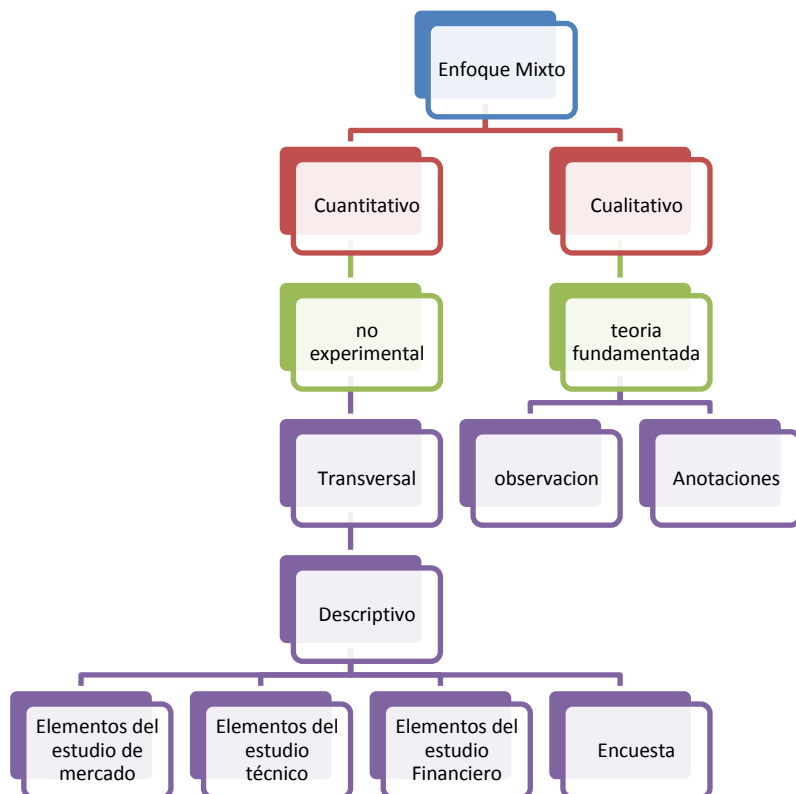 Enfoque Mixto
Cuantitativo
Cualitativo
no
experimental
teoria
fundamentada
Transversal
observacion
Anotaciones
Descriptivo
Elementos del
estudio de
mercado
Elementos del
estudio
técnico
Elementos del
estudio
Financiero
Encuesta